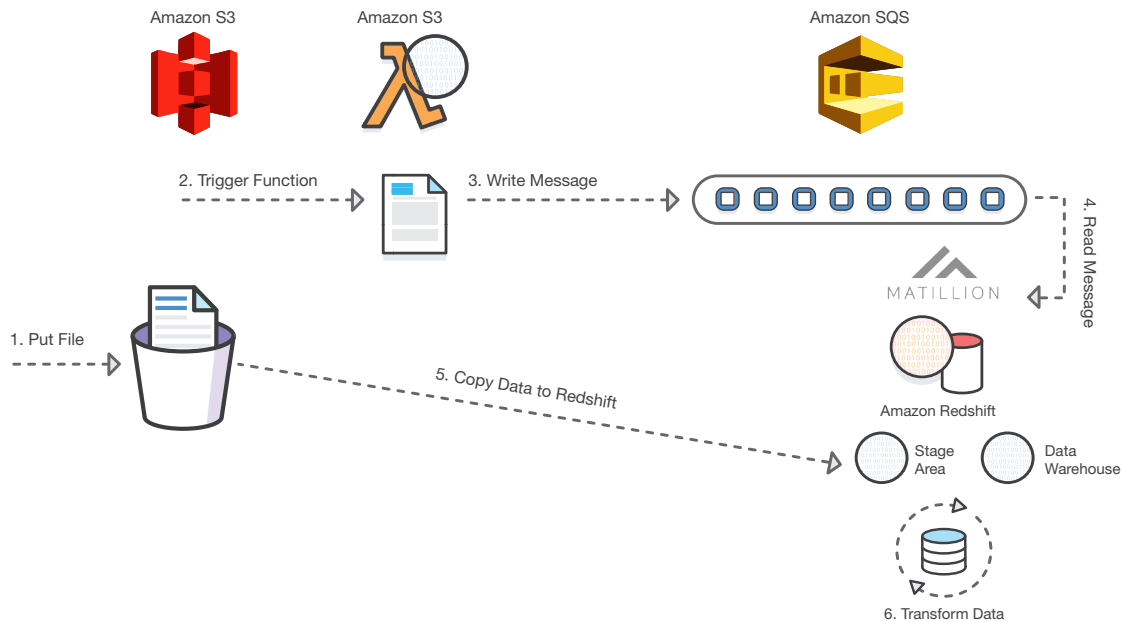 Amazon S3
Amazon S3
Amazon SQS
2. Trigger Function
3. Write Message
4. Read Message
MATILLION
1. Put File
5. Copy Data to Redshift
Amazon Redshift
Stage
Area
Data
Warehouse
6. Transform Data